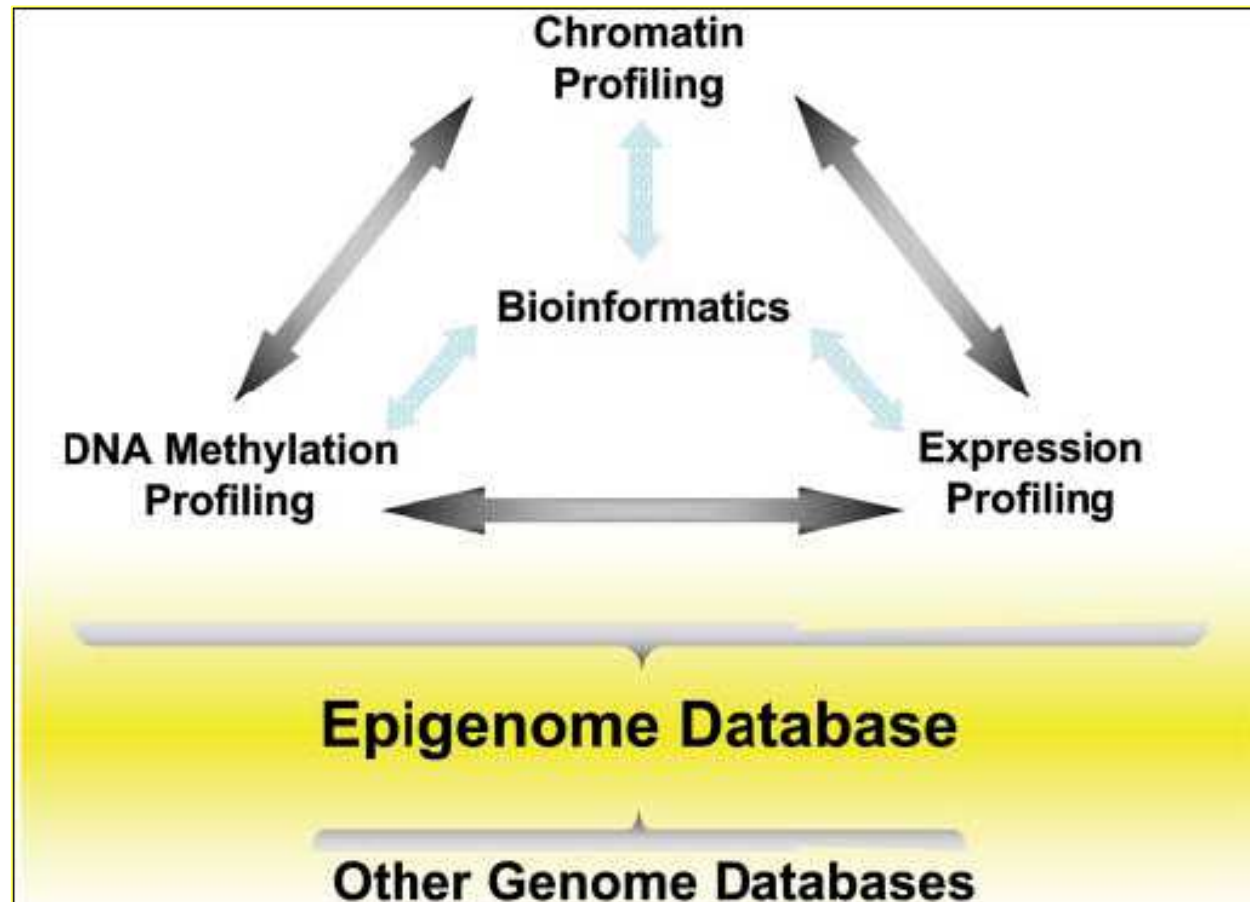 Chromatin
Profiling
Bioinformatics
DNA Methylation
Profiling
Expression
Profiling
Epigenome Database
Other Genome Databases